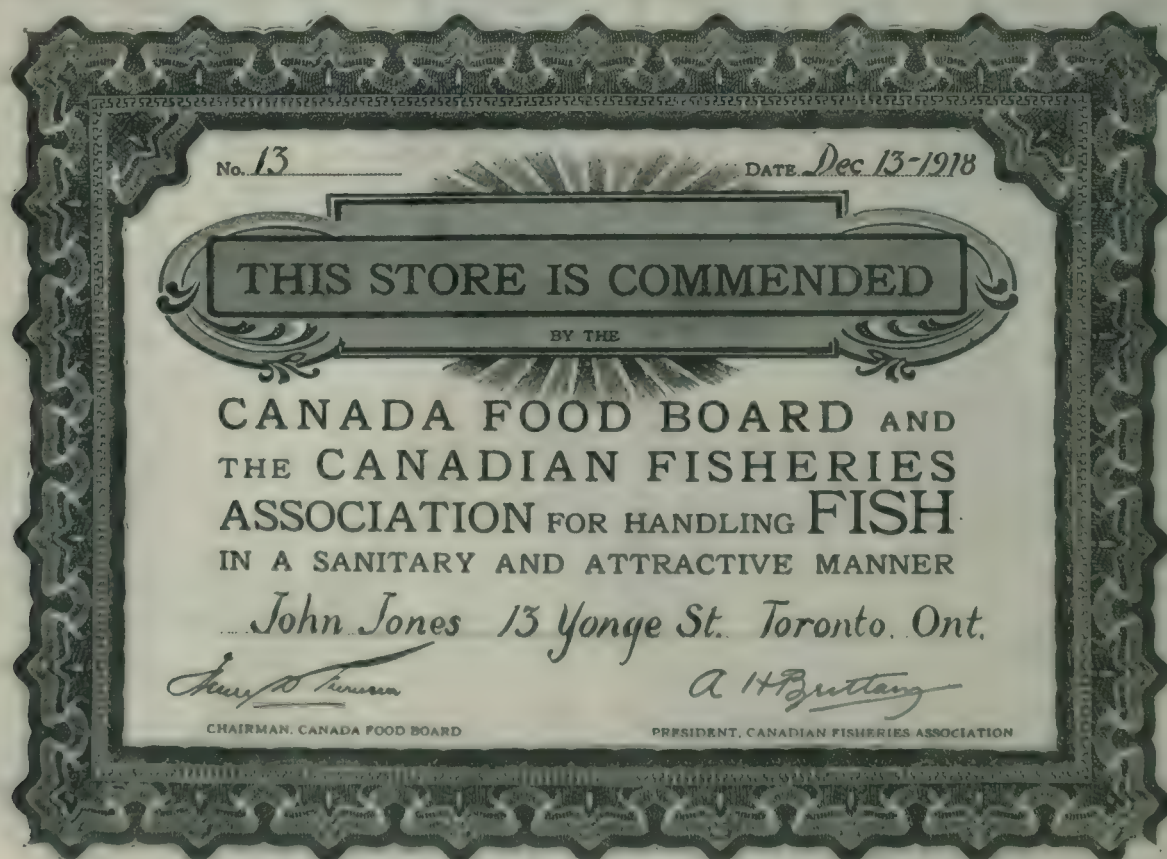 No. 13 DATE Dec 13-1918
THIS STORE IS COMMENDED
BY THE
CANADA FOOD BOARD AND
THE CANADIAN FISHERIES
ASSOCIATION FOR HANDLING FISH
IN A SANITARY AND ATTRACTIVE MANNER
John Jones 13 Yonge St. Toronto. Ont.
A H Brittain
CHAIRMAN, CANADA FOOD BOARD PRESIDENT, CANADIAN FISHERIES ASSOCIATION